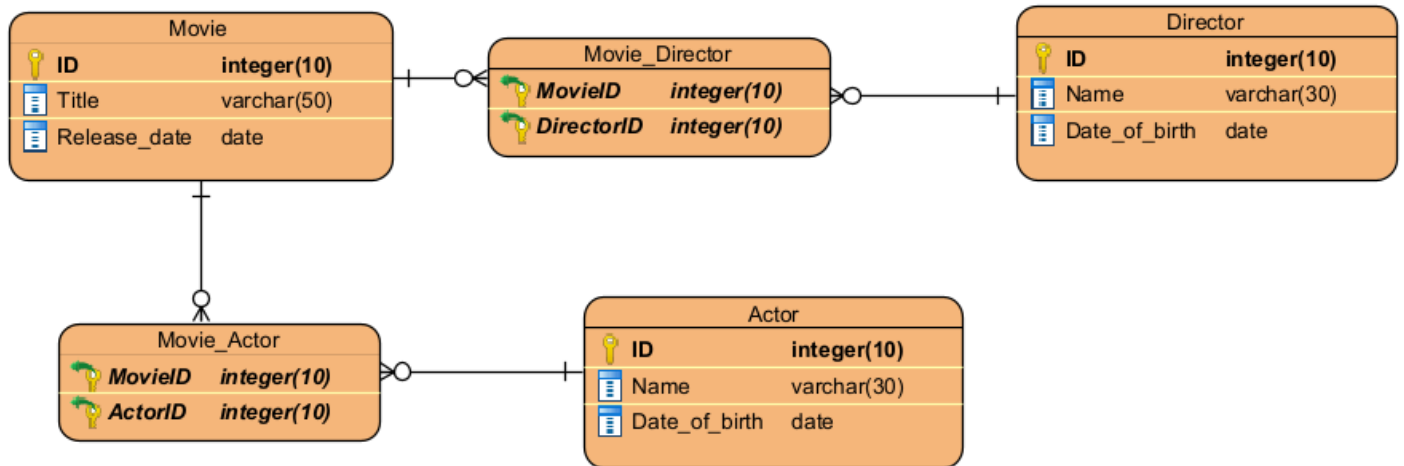 Movie
ID integer(10)
Title varchar(50)
Release_date date
Movie_Director
MovieID integer(10)
DirectorID integer(10)
Director
ID integer(10)
Name varchar(30)
Date_of_birth date
Movie_Actor
MovieID integer(10)
ActorID integer(10)
Actor
ID integer(10)
Name varchar(30)
Date_of_birth date